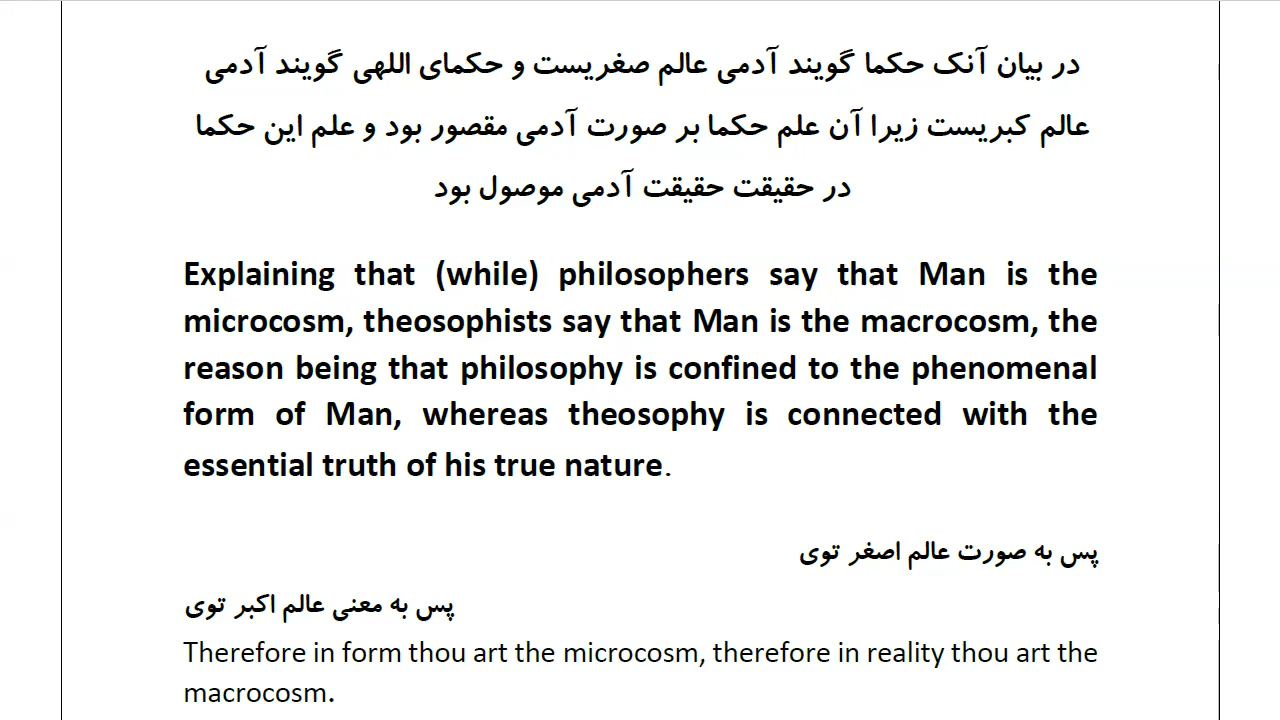 در بیان آنک حکما گویند آدمی عالم صغریست و حکمای اللهی گویند آدمی
عالم کبریست زیرا آن علم حکما بر صورت آدمی مقصور بود و علم این حکما
در حقیقت حقیقت آدمی موصول بود
Explaining that (while) philosophers say that Man is the
microcosm, theosophists say that Man is the macrocosm, the
reason being that philosophy is confined to the phenomenal
form of Man, whereas theosophy is connected with the
essential truth of his true nature.
پس به صورت عالم اصغر توی
پس به معنی عالم اکبر توی
Therefore in form thou art the microcosm, therefore in reality thou art the
macrocosm.